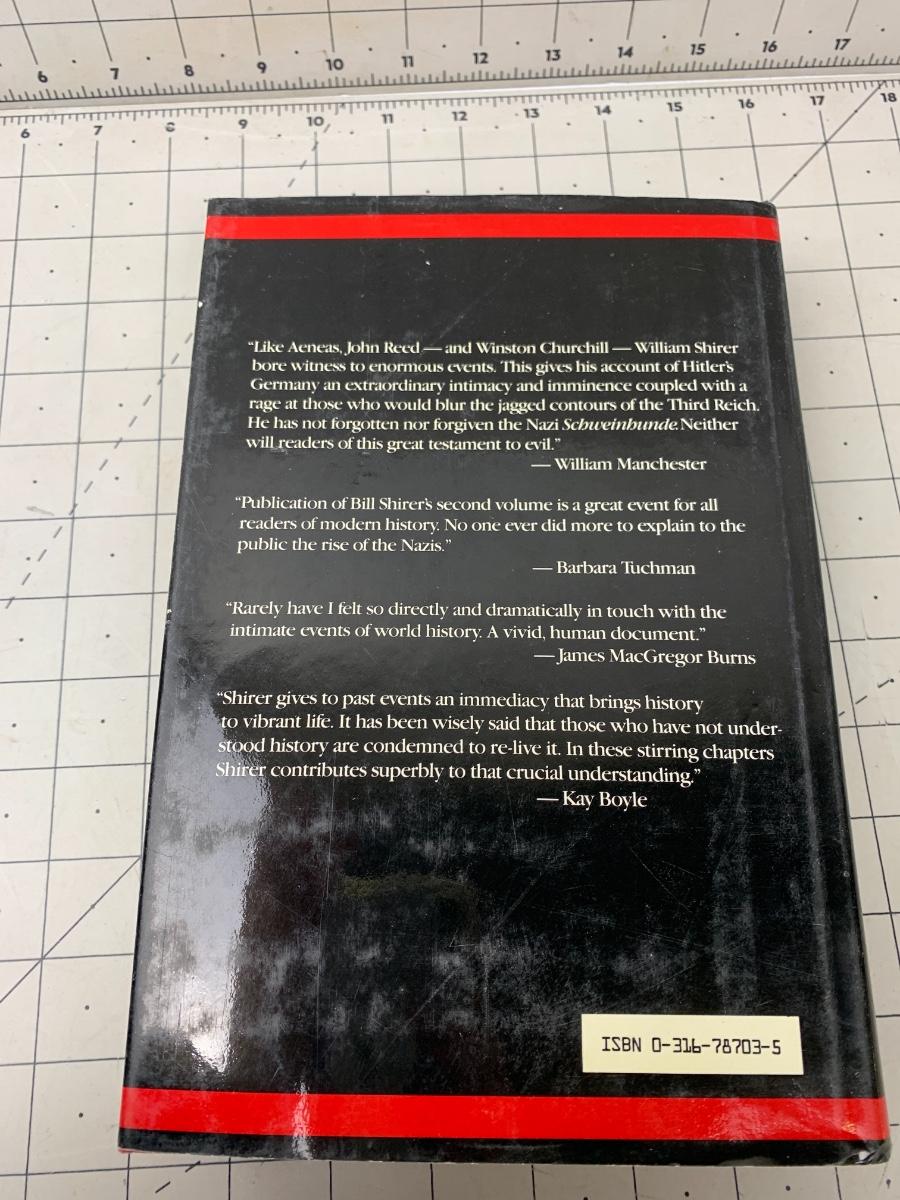 6 7 8 9 10 11 12 13 14 15 16 17
6 7 8 9 10 11 12 13 14 15 16 17 18
“Like Aeneas, John Reed — and Winston Churchill — William Shirer
bore witness to enormous events. This gives his account of Hitler's
Germany an extraordinary intimacy and imminence coupled with a
rage at those who would blur the jagged contours of the Third Reich.
He has not forgotten nor forgiven the Nazi Schweinhunde. Neither
will readers of this great testament to evil.”
— William Manchester
“Publication of Bill Shirer's second volume is a great event for all
readers of modern history. No one ever did more to explain to the
public the rise of the Nazis.”
— Barbara Tuchman
“Rarely have I felt so directly and dramatically in touch with the
intimate events of world history. A vivid, human document.”
— James MacGregor Burns
“Shirer gives to past events an immediacy that brings history
to vibrant life. It has been wisely said that those who have not under-
stood history are condemned to re-live it. In these stirring chapters
Shirer contributes superbly to that crucial understanding.”
— Kay Boyle
ISBN 0-316-78703-5